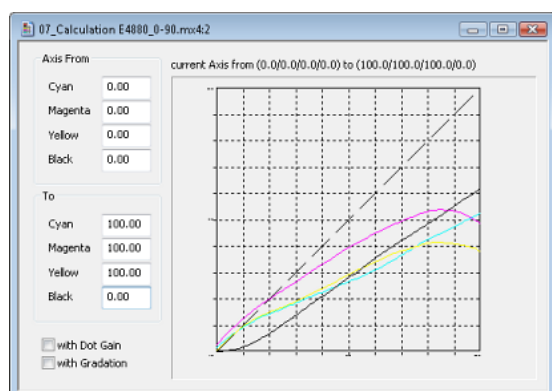 07_Calculation E4880_0-90.mx4:2
Axis From
Cyan 0.00
Magenta 0.00
Yellow 0.00
Black 0.00
To
Cyan 100.00
Magenta 100.00
Yellow 100.00
Black 0.00
with Dot Gain
with Gradation
current Axis from (0.0/0.0/0.0/0.0) to (100.0/100.0/100.0/0.0)